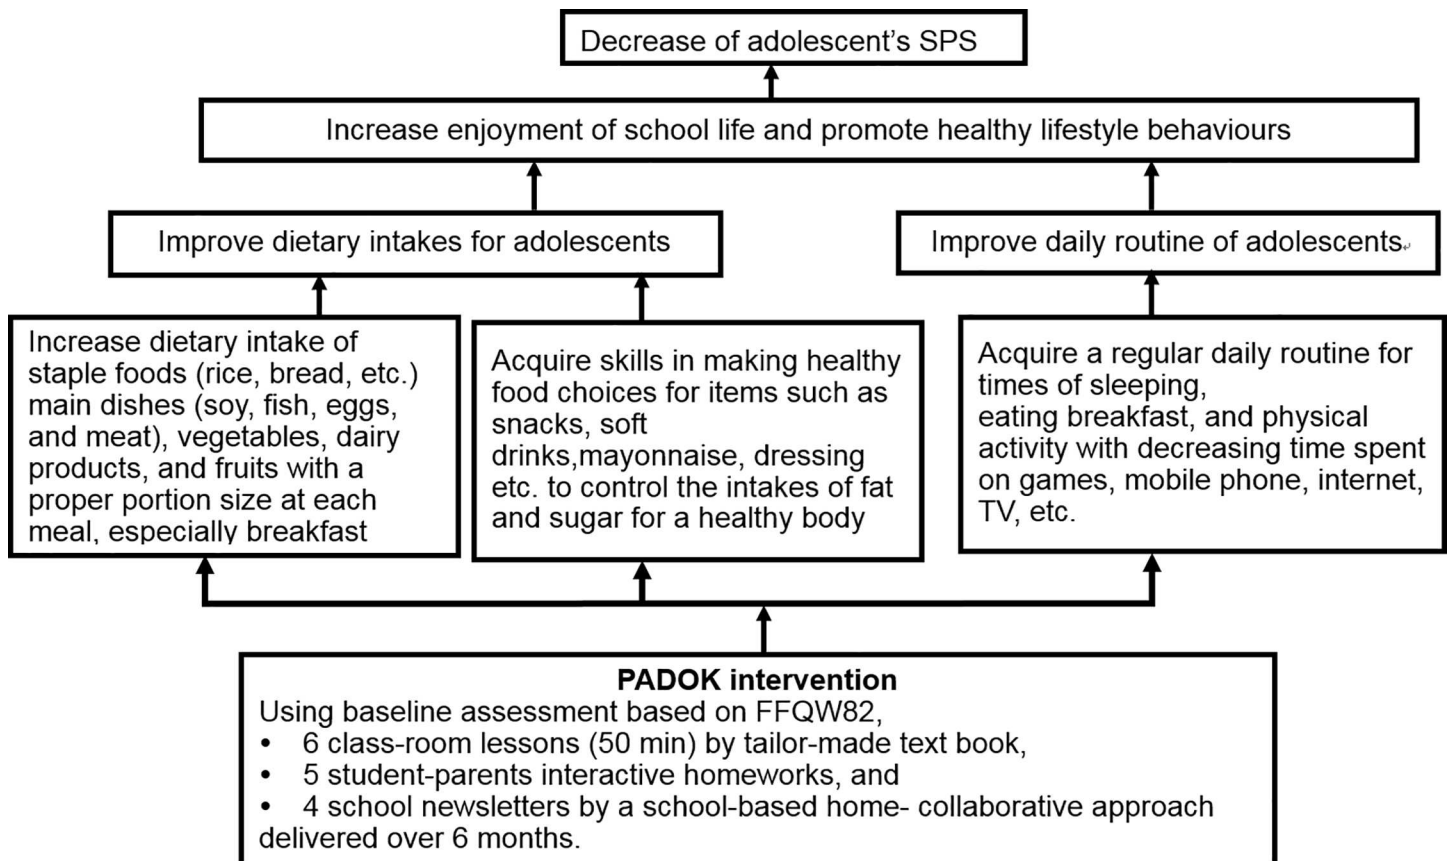 Decrease of adolescent’s SPS
Increase enjoyment of school life and promote healthy lifestyle behaviours
Improve dietary intakes for adolescents
Improve daily routine of adolescents↵
Increase dietary intake of
staple foods (rice, bread, etc.)
main dishes (soy, fish, eggs,
and meat), vegetables, dairy
products, and fruits with a
proper portion size at each
meal, especially breakfast
Acquire skills in making healthy
food choices for items such as
snacks, soft
drinks,mayonnaise, dressing
etc. to control the intakes of fat
and sugar for a healthy body
Acquire a regular daily routine for
times of sleeping,
eating breakfast, and physical
activity with decreasing time spent
on games, mobile phone, internet,
TV, etc.
PADOK intervention
Using baseline assessment based on FFQW82,
• 6 class-room lessons (50 min) by tailor-made text book,
• 5 student-parents interactive homeworks, and
• 4 school newsletters by a school-based home- collaborative approach
delivered over 6 months.